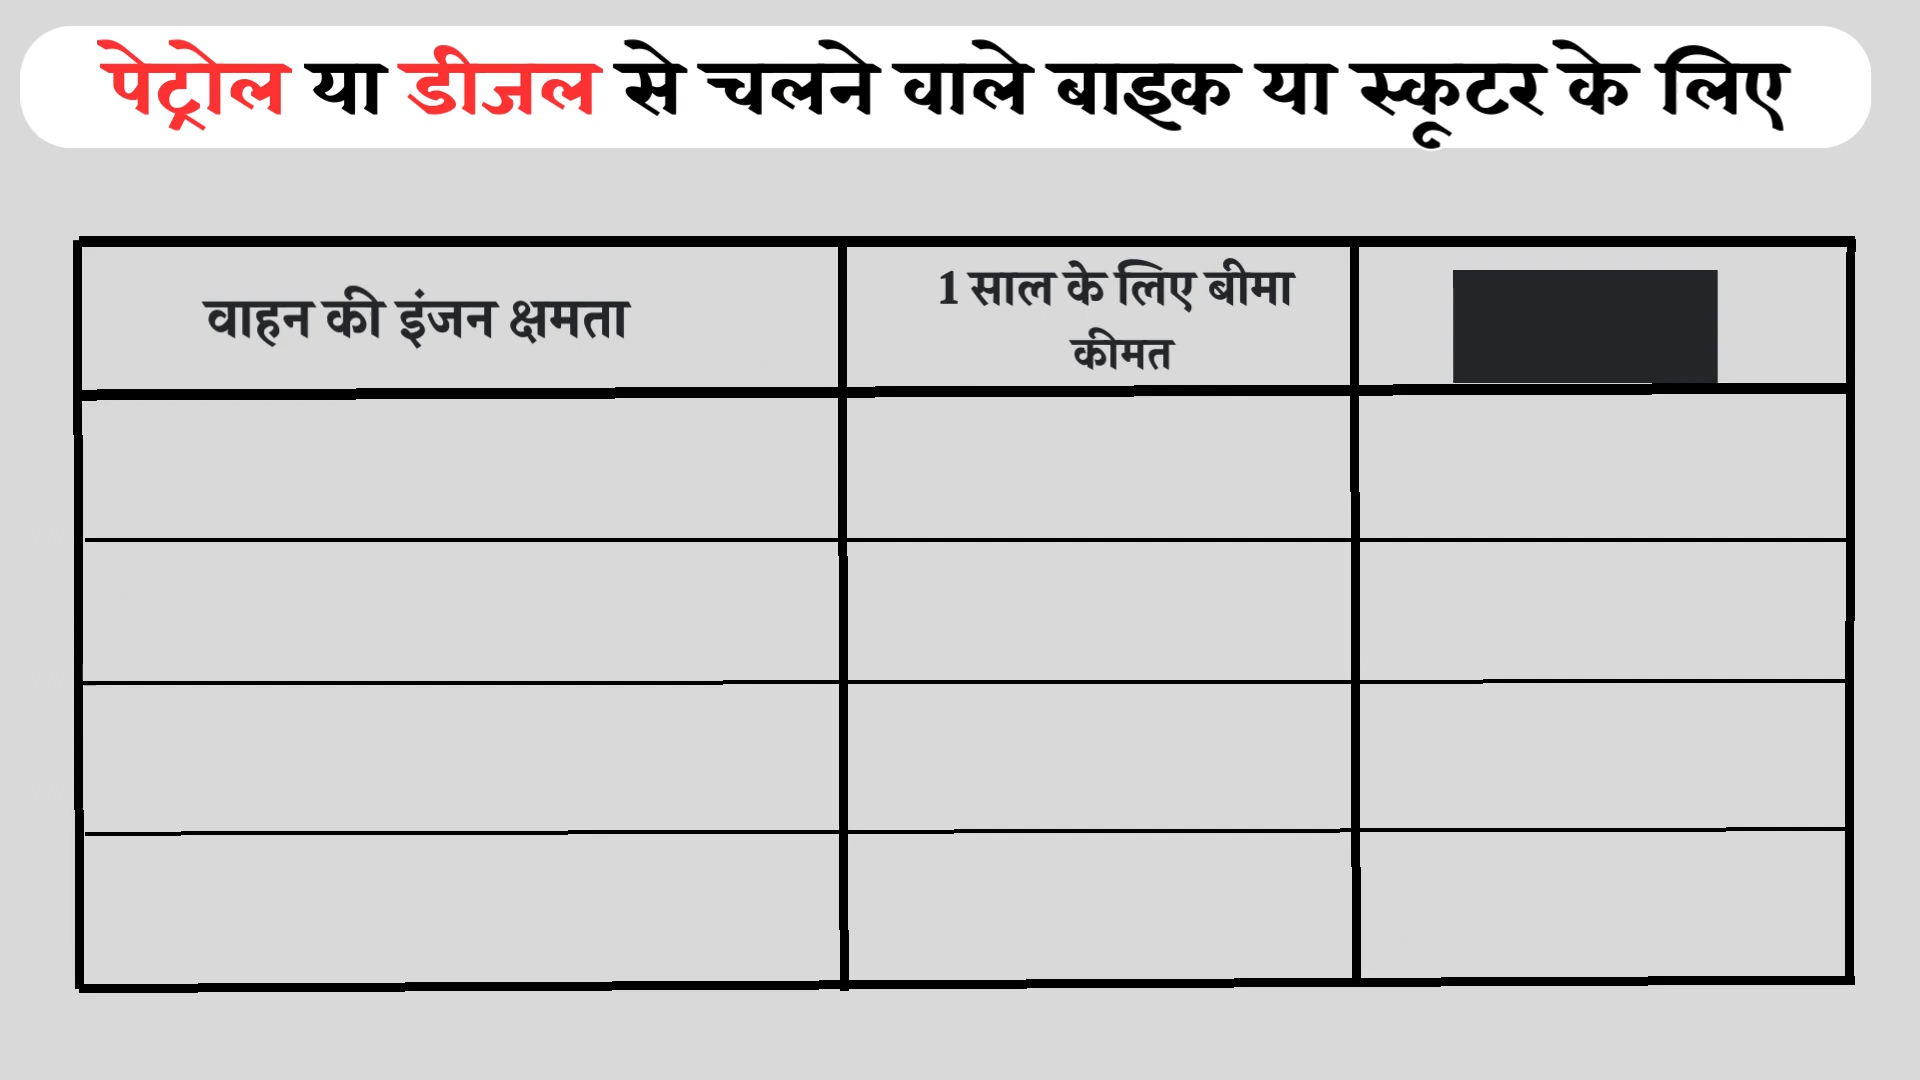 पेट्रोल या डीजल से चलने वाले बाइक या स्कूटर के लिए
वाहन की इंजन क्षमता
1 साल के लिए बीमा
कीमत